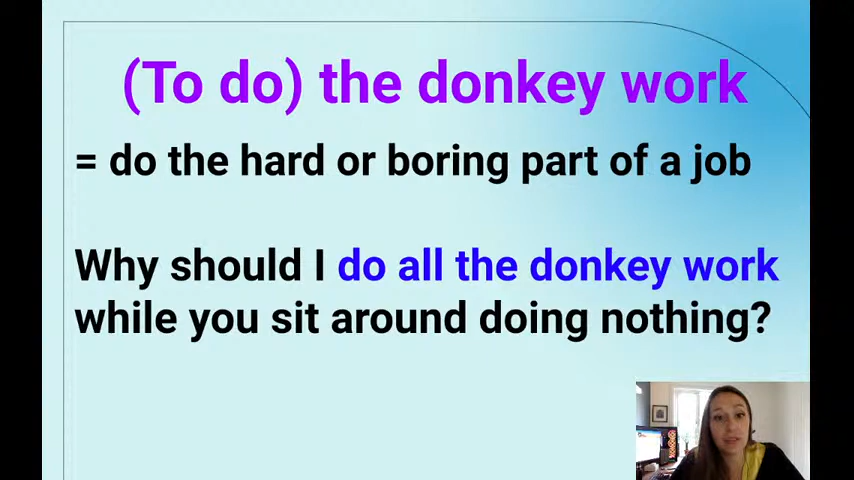 (To do) the donkey work
= do the hard or boring part of a job
Why should I do all the donkey work
while you sit around doing nothing?